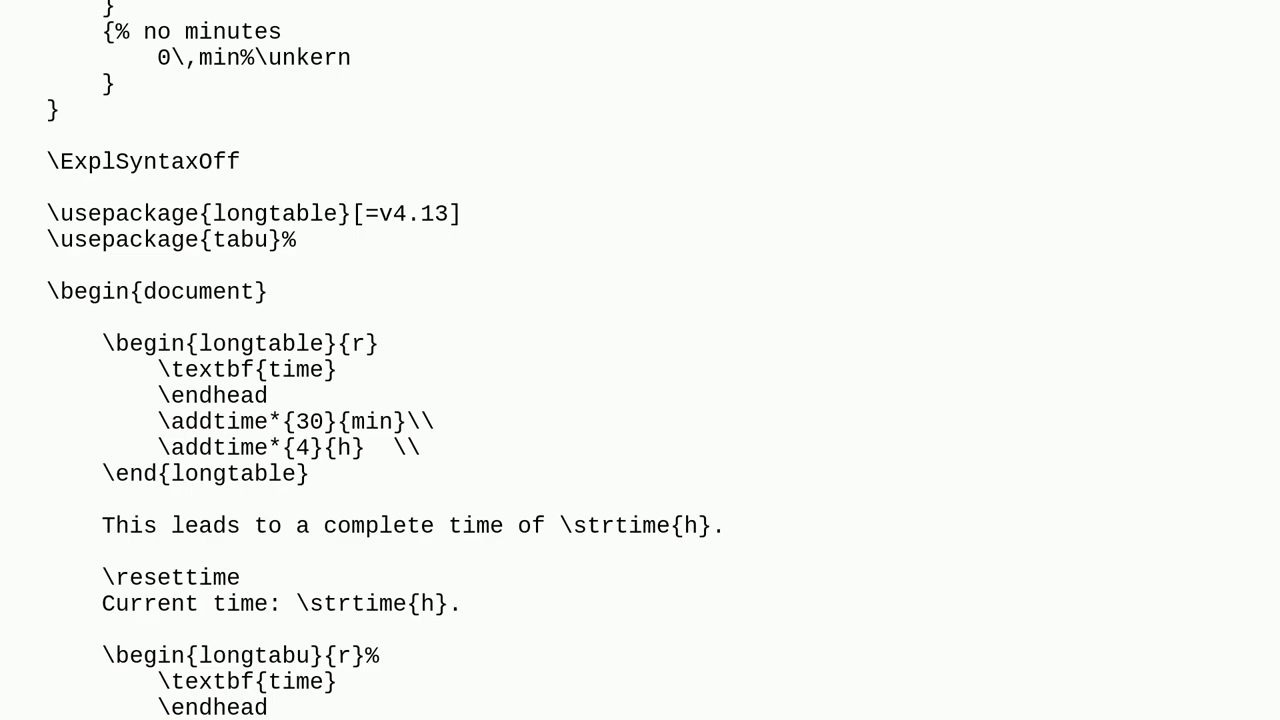 }
    {% no minutes
        0\,min%\unkern
    }
}

\ExplSyntaxOff

\usepackage{longtable}[=v4.13]
\usepackage{tabu}%

\begin{document}

    \begin{longtable}{r}
        \textbf{time}
        \endhead
        \addtime*{30}{min}\\
        \addtime*{4}{h}  \\
    \end{longtable}

    This leads to a complete time of \strtime{h}.

    \resettime
    Current time: \strtime{h}.

    \begin{longtabu}{r}%
        \textbf{time}
        \endhead